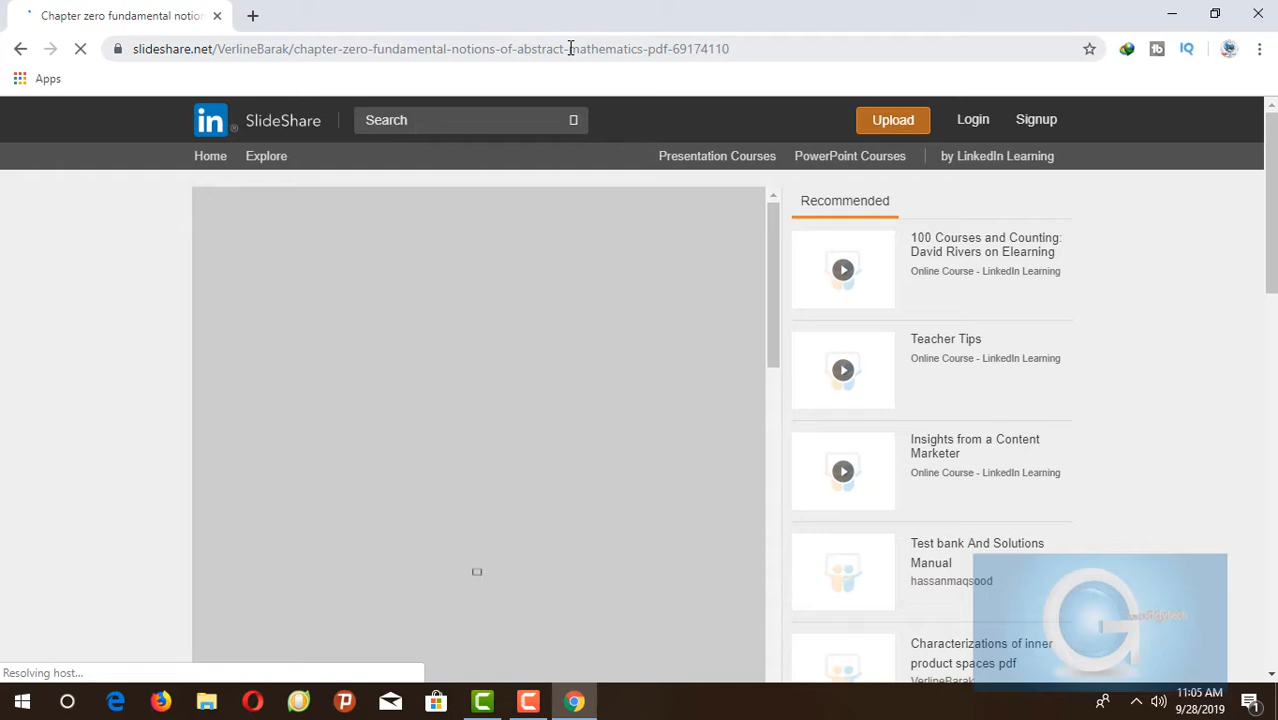 Chapter zero fundamental notion
slideshare.net/VerlineBarak/chapter-zero-fundamental-notions-of-abstract-mathematics-pdf-69174110
Apps
in SlideShare
Search
Upload
Login
Signup
Home
Explore
Presentation Courses
PowerPoint Courses
by LinkedIn Learning
Recommended
100 Courses and Counting:
David Rivers on Elearning
Online Course - LinkedIn Learning
Teacher Tips
Online Course - LinkedIn Learning
Insights from a Content
Marketer
Online Course - LinkedIn Learning
Test bank And Solutions
Manual
hassanmaqsood
Characterizations of inner
product spaces pdf
VerlineBarak
Resolving host...
11:05 AM
9/28/2019